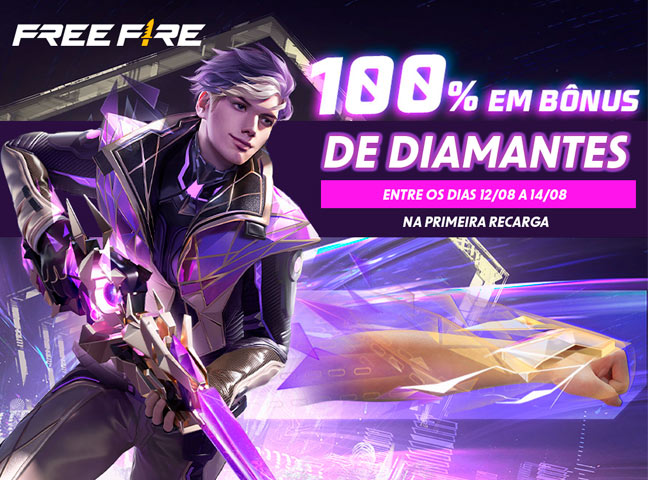 FREE FIRE
100% EM BÔNUS
DE DIAMANTES
ENTRE OS DIAS 12/08 A 14/08
NA PRIMEIRA RECARGA